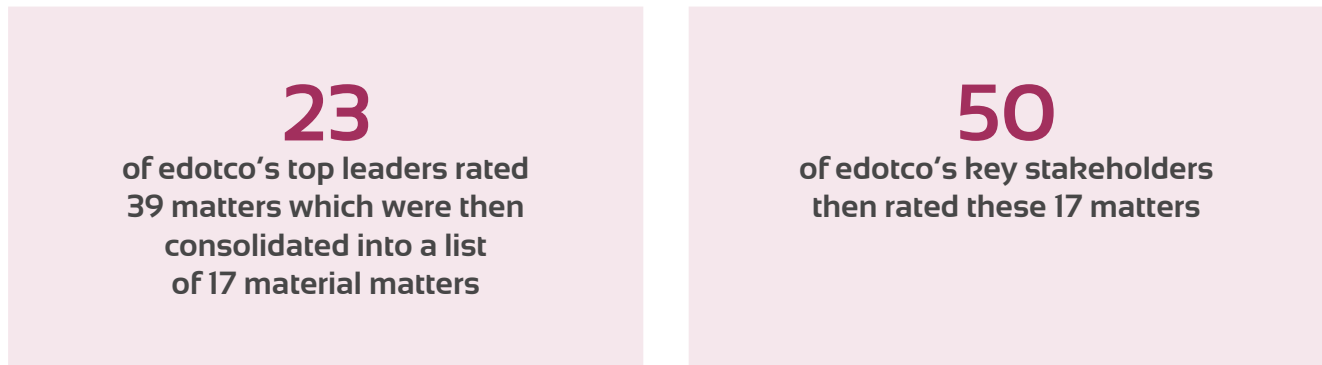 23
of edotco’s top leaders rated
39 matters which were then
consolidated into a list
of 17 material matters
50
of edotco’s key stakeholders
then rated these 17 matters